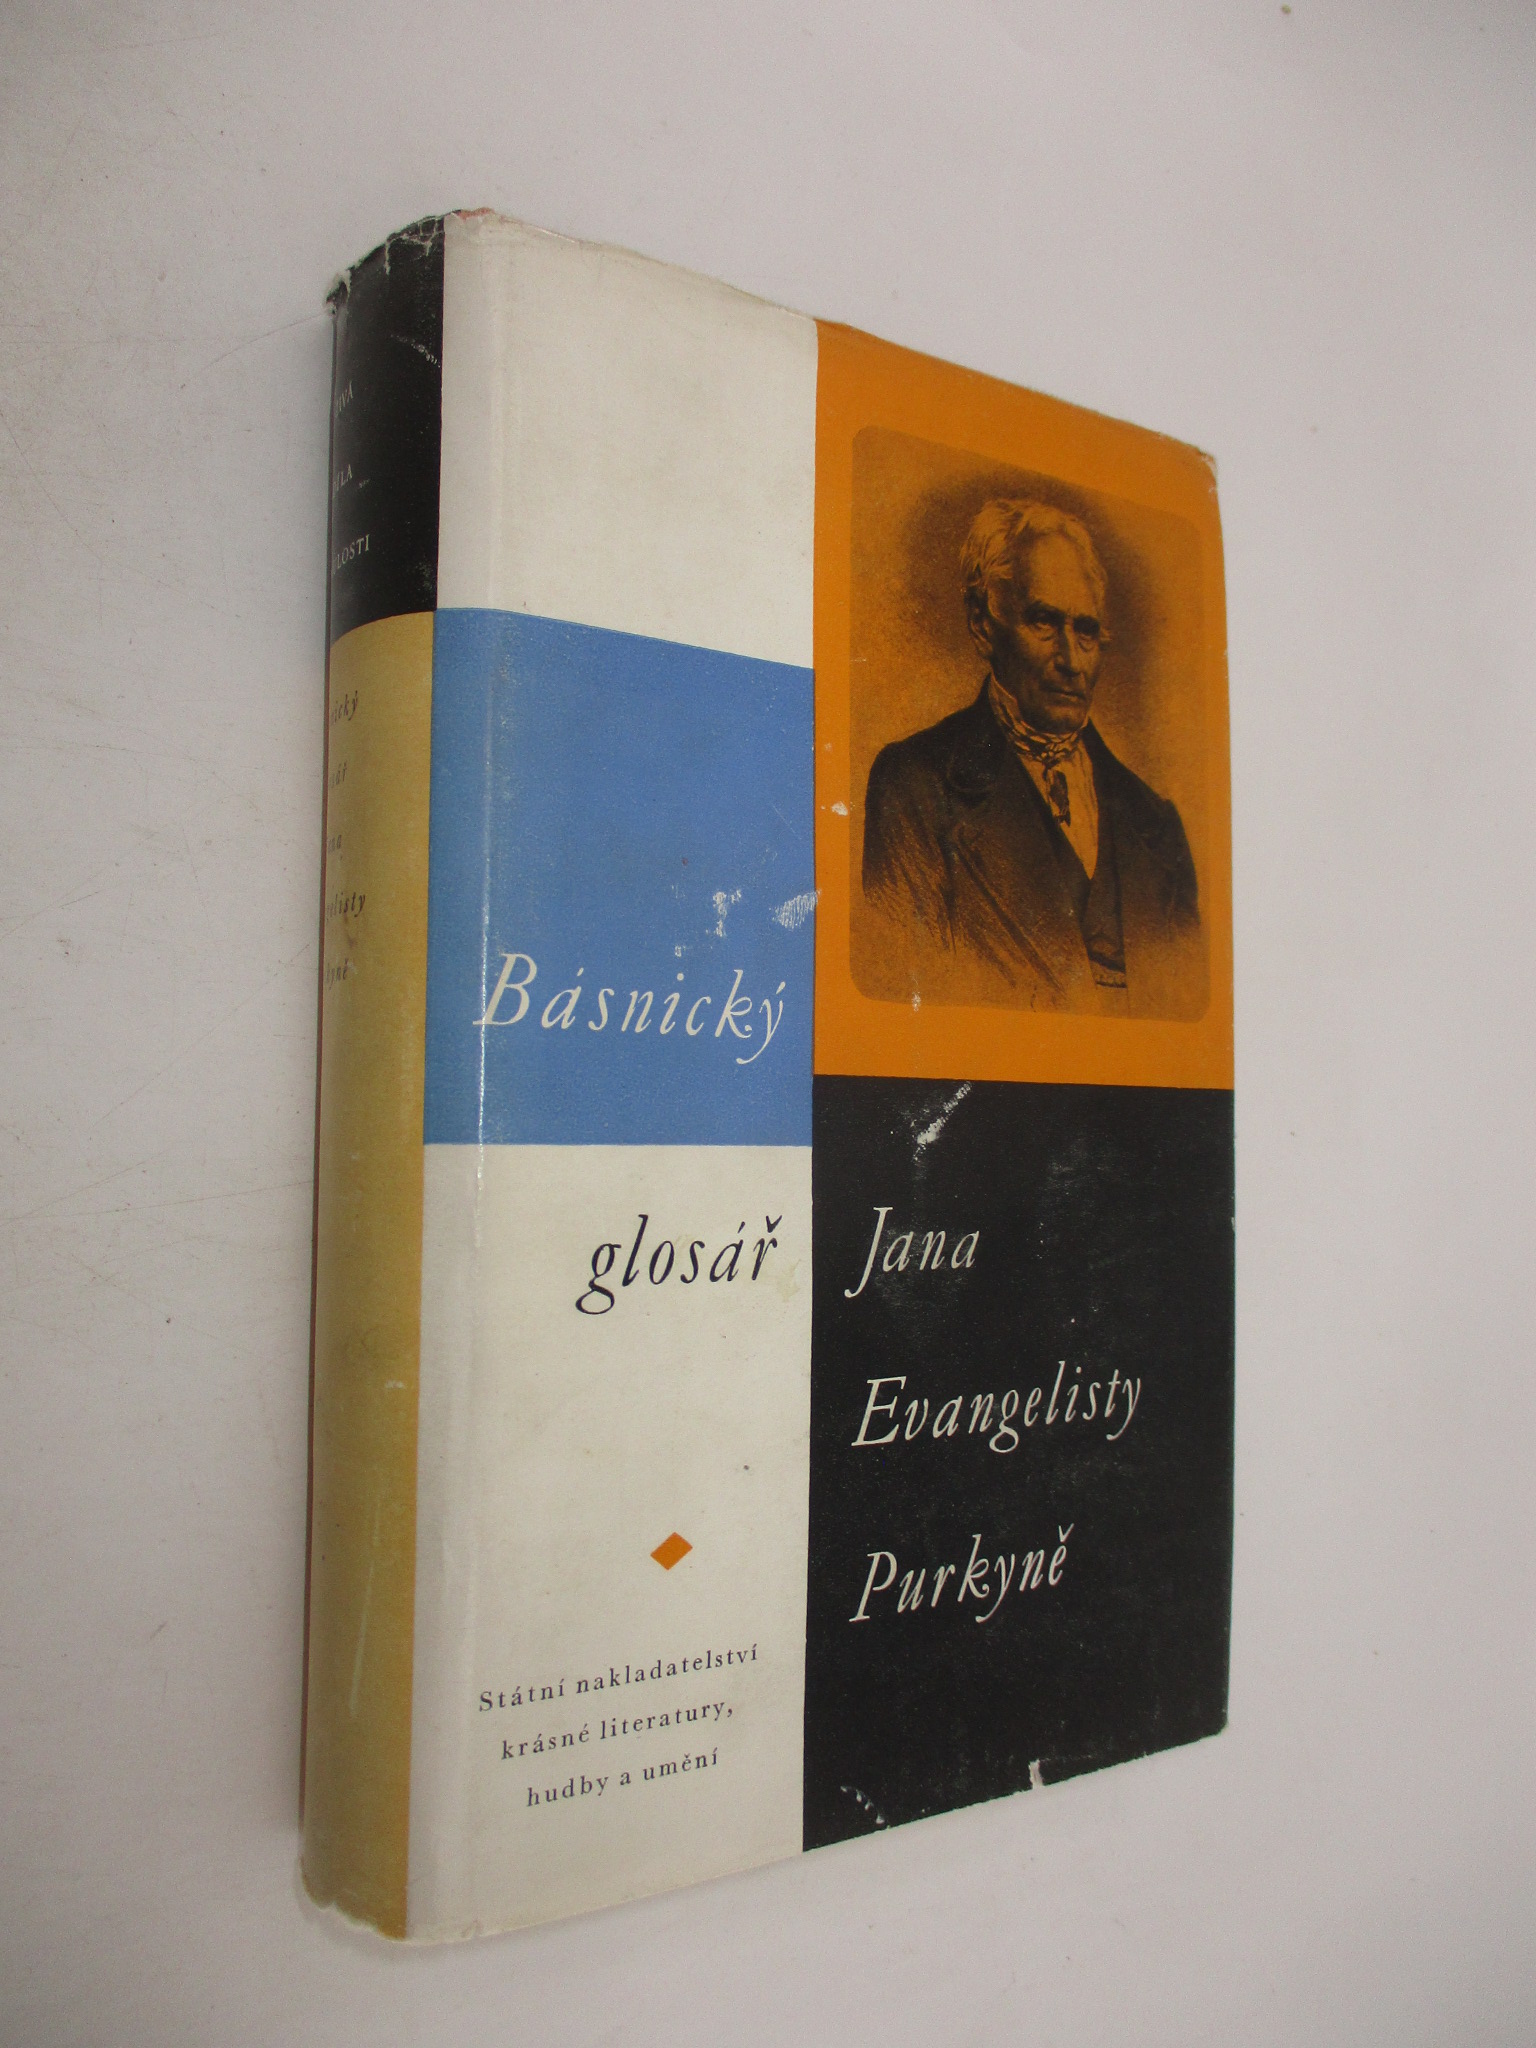 Básnický
glosář
Jana
Evangelisty
Purkyně
Státní nakladatelství
krásné literatury,
hudby a umění